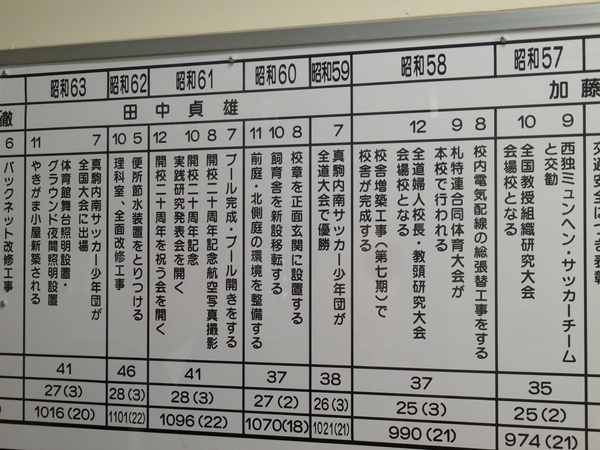 昭和57
昭和58
昭和59
昭和60
昭和61
昭和62
昭和63
加藤
田中貞雄
徹
9
西独ミュンヘン・サッカーチーム
と交勧
10
全国教授組織研究大会
会場校となる
35
25(2)
974(21)
8
校内電気配線の総張替工事をする
9
札特連合同体育大会が
本校で行われる
12
全道婦人校長・教頭研究大会
会場校となる
校舎増築工事(第七期)で
校舎が完成する
37
25(3)
990(21)
7
真駒内南サッカー少年団が
全道大会で優勝
38
26(3)
1021(21)
8
校章を正面玄関に設置する
10
飼育舎を新設移転する
11
前庭・北側庭の環境を整備する
37
27(2)
1070(18)
7
プール完成・プール開きをする
8
開校二十周年記念航空写真撮影
10
開校二十周年記念
実践研究発表会を開く
12
開校二十周年を祝う会を開く
41
28(3)
1096(22)
5
便所節水装置をとりつける
10
理科室、全面改修工事
46
28(3)
1101(22)
7
真駒内南サッカー少年団が
全国大会に出場
体育館舞台照明設置・
グラウンド夜間照明設置
11
やきがま小屋新築される
41
27(3)
1016(20)
6
バックネット改修工事